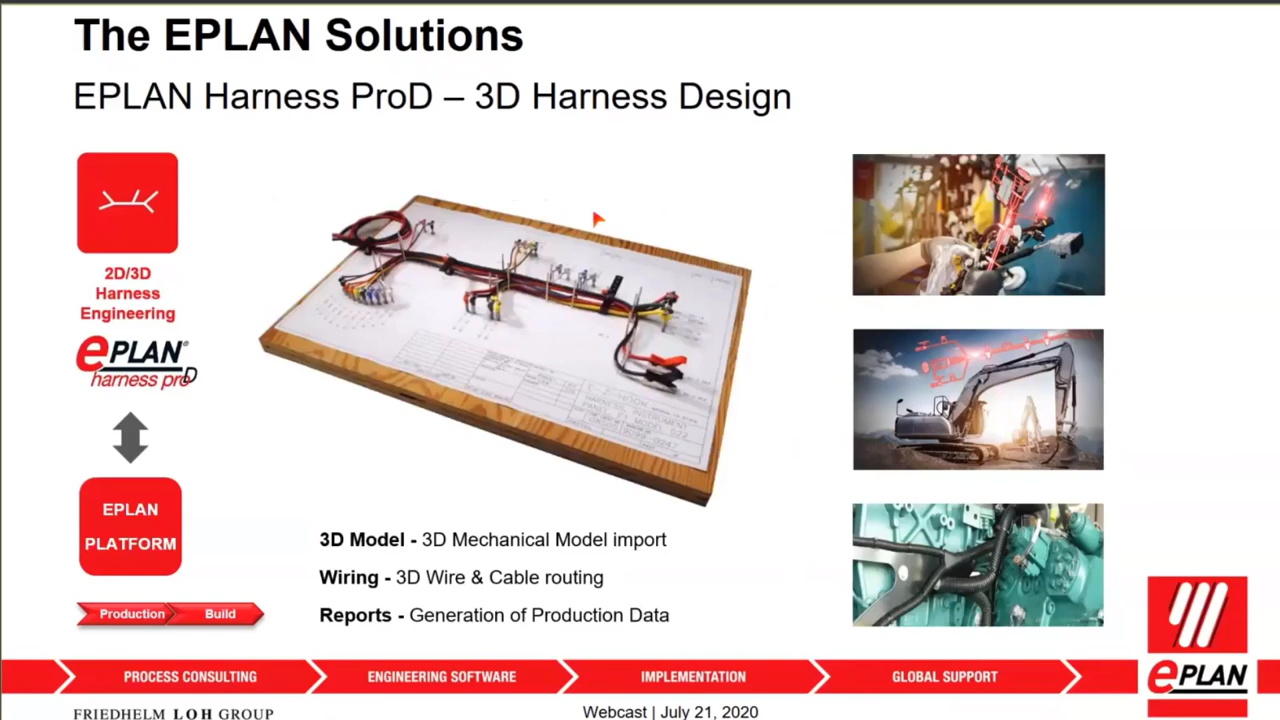 The EPLAN Solutions
EPLAN Harness ProD – 3D Harness Design
2D/3D
Harness
Engineering
ePLAN®
harness proD
EPLAN
PLATFORM
Production
Build
HARNESS, INSTRUMENT
3D Model - 3D Mechanical Model import
Wiring - 3D Wire & Cable routing
Reports - Generation of Production Data
PROCESS CONSULTING
ENGINEERING SOFTWARE
IMPLEMENTATION
GLOBAL SUPPORT
ePLAN
FRIEDHELM LOH GROUP
Webcast | July 21, 2020